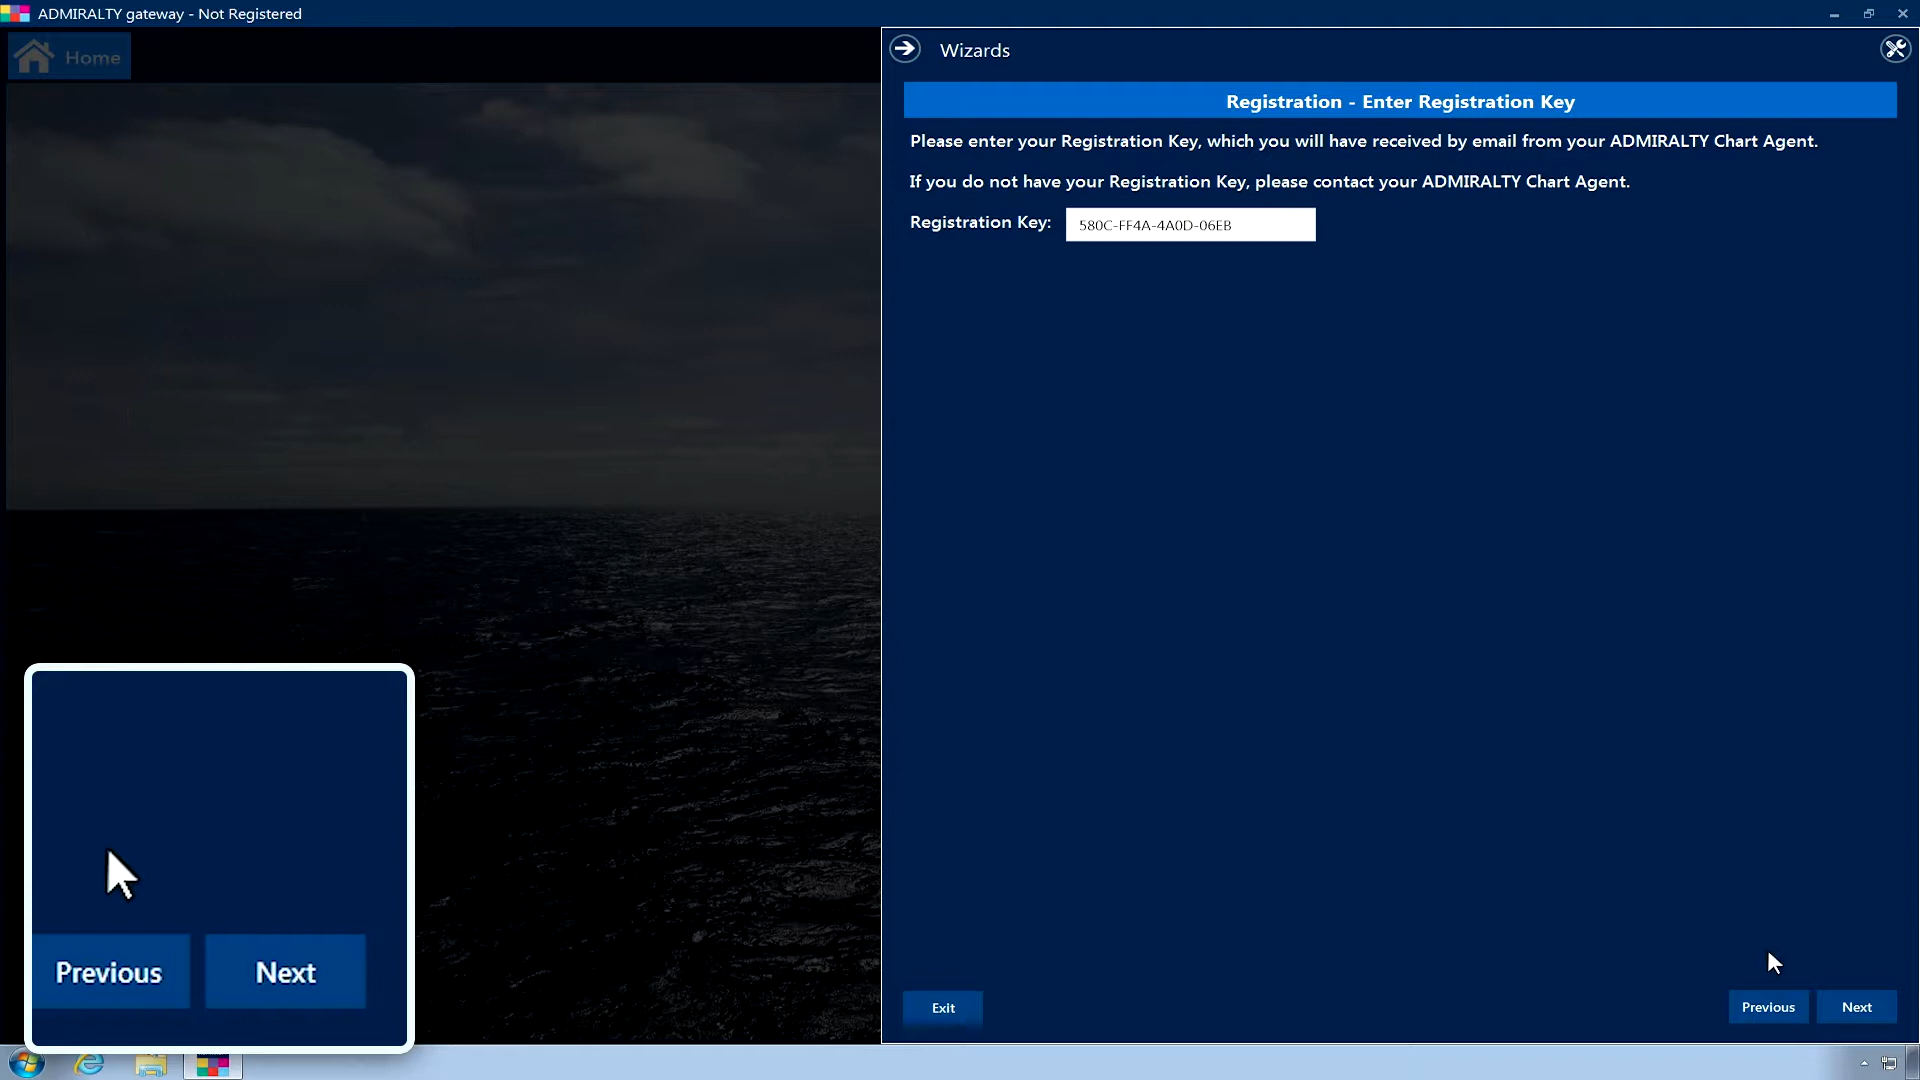 ADMIRALTY gateway - Not Registered
Home
Wizards
Registration - Enter Registration Key
Please enter your Registration Key, which you will have received by email from your ADMIRALTY Chart Agent.
If you do not have your Registration Key, please contact your ADMIRALTY Chart Agent.
Registration Key: 580C-FF4A-4A0D-06EB
Previous Next
Exit Previous Next